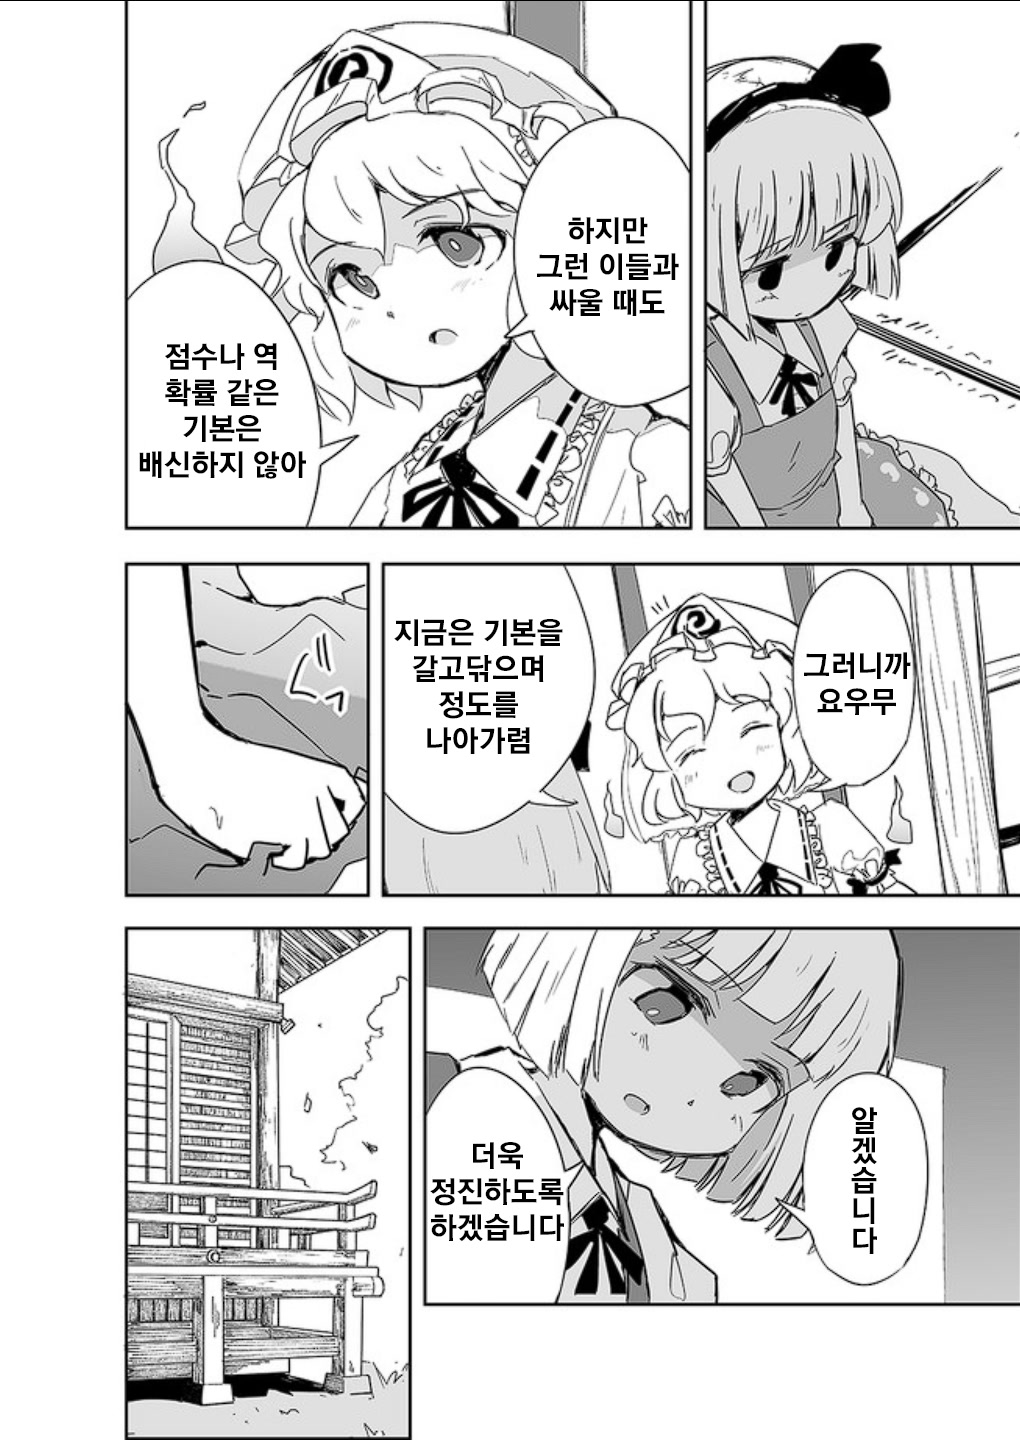 하지만
그런 이들과
싸울 때도
점수나 역
확률 같은
기본은
배신하지 않아
그러니까
요우무
지금은 기본을
갈고닦으며
정도를
나아가렴
알겠습니다
더욱
정진하도록
하겠습니다